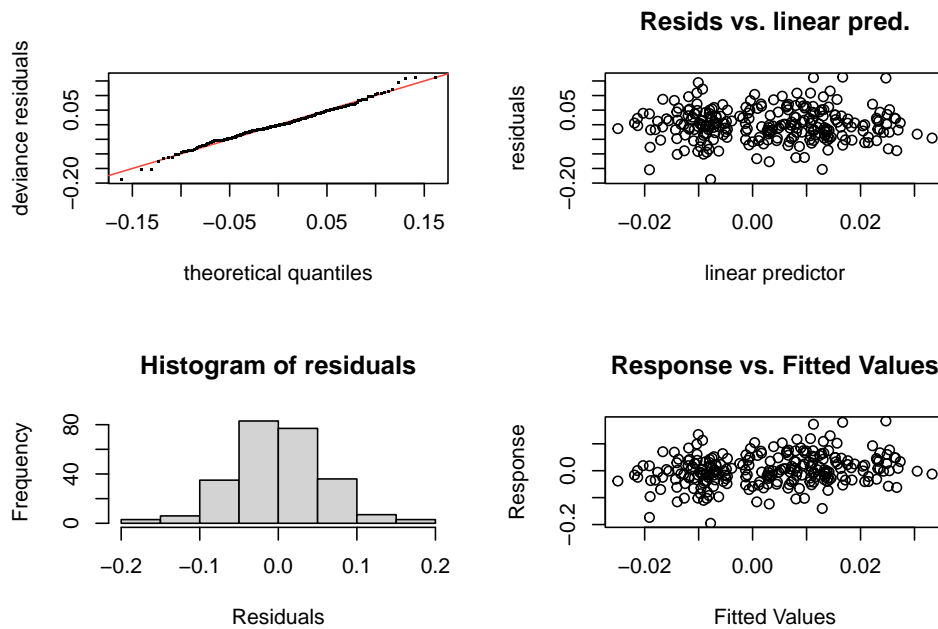 deviance residuals
0.05
−0.20
−0.15
−0.05
0.05
0.15
theoretical quantiles
Resids vs. linear pred.
residuals
0.05
−0.20
−0.02
0.00
0.02
linear predictor
Histogram of residuals
Frequency
80
40
0
−0.2
−0.1
0.0
0.1
0.2
Residuals
Response vs. Fitted Values
Response
0.0
−0.2
−0.02
0.00
0.02
Fitted Values